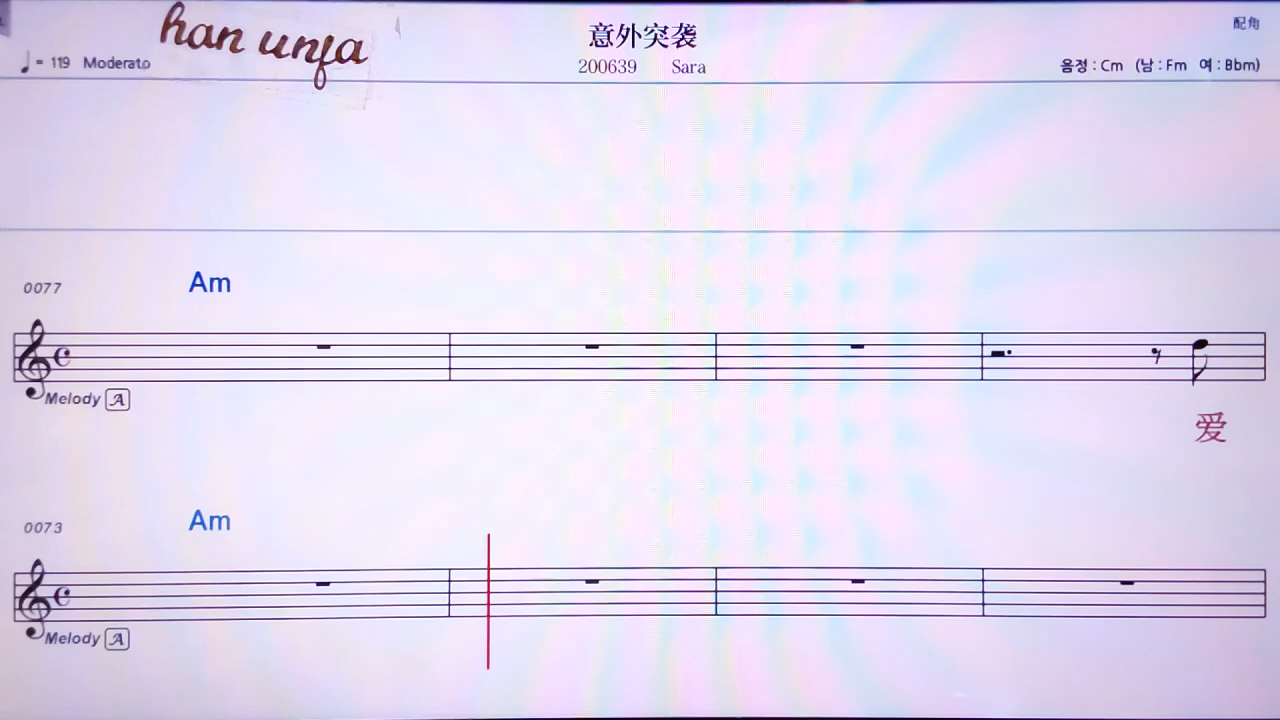 han unfa
意外突袭
配角
♩= 119 Moderato
200639 Sara
음정 : Cm (남 : Fm 여 : Bbm)
0077 Am
Melody A
爱
0073 Am
Melody A